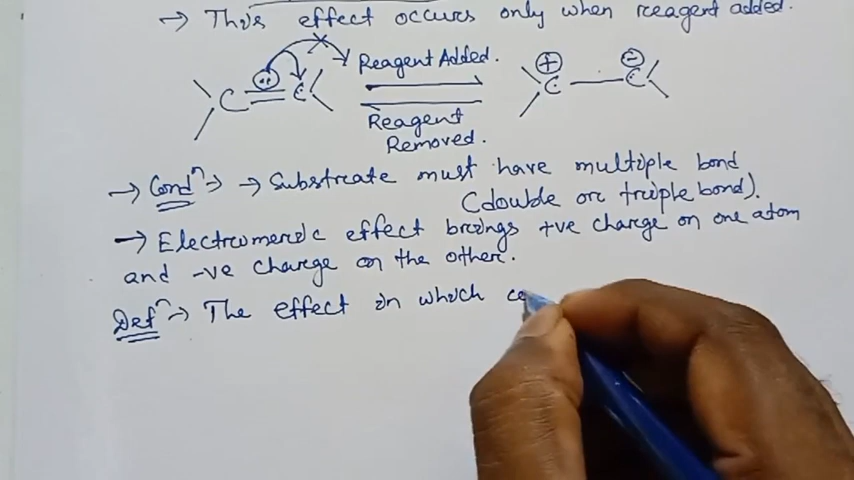 → This effect occurs only when reagent added.
C = C Reagent Added. ⊕ C — C ⊖
Reagent
Removed.
→ Condⁿ → → Substrate must have multiple bond
(double or triple bond).
→ Electromeric effect brings +ve charge on one atom
and -ve charge on the other.
Defⁿ → The effect in which co